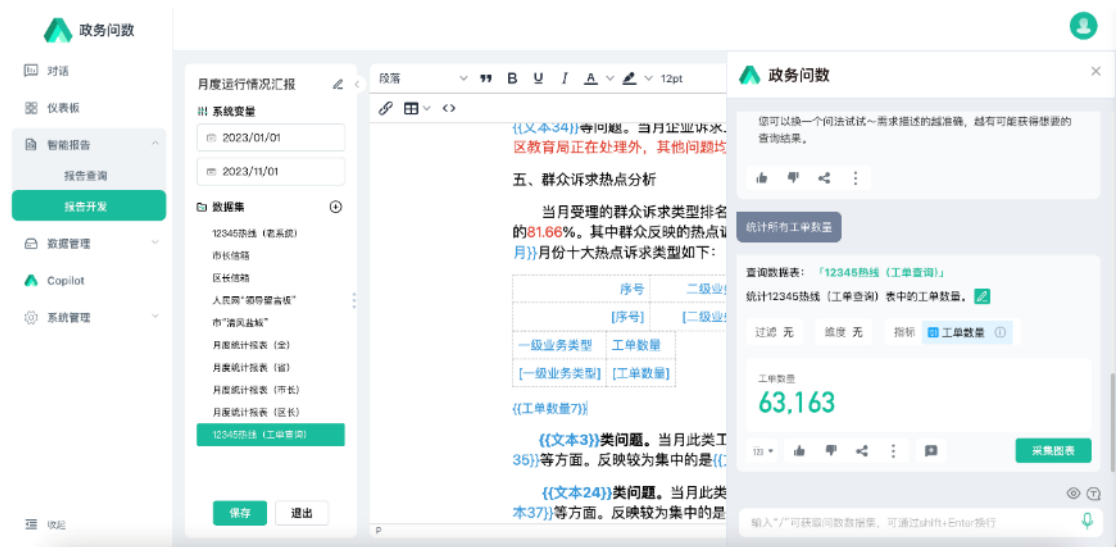 政务问数
对话
仪表板
智能报告
报告查询
报告开发
数据管理
Copilot
系统管理
收起
月度运行情况汇报
系统变量
2023/01/01
2023/11/01
数据集
12345热线（老系统）
市长信箱
区长信箱
人民网“领导留言板”
市“清风盐城”
月度统计报表（全）
月度统计报表（省）
月度统计报表（市长）
月度统计报表（区长）
12345热线（工单查询）
保存
退出
段落
B U I A
12pt
{{文本34}}等问题。当月企业诉求
区教育局正在处理外，其他问题均
五、群众诉求热点分析
当月受理的群众诉求类型排名
的81.66%。其中群众反映的热点
月}}月份十大热点诉求类型如下：
序号 二级业
[序号] [二级业
一级业务类型 工单数量
[一级业务类型] [工单数量]
{{工单数量7}}
{{文本3}}类问题。当月此类工
35}}等方面。反映较为集中的是{{
{{文本24}}类问题。当月此类
本37}}等方面。反映较为集中的是
P
政务问数
您可以换一个问法试试～需求描述的越准确，越有可能获得想要的
查询结果。
统计所有工单数量
查询数据表：「12345热线（工单查询）」
统计12345热线（工单查询）表中的工单数量。
过滤 无 维度 无 指标 工单数量
工单数量
63,163
123
采集图表
输入“/”可获取问数数据集，可通过shift+Enter换行